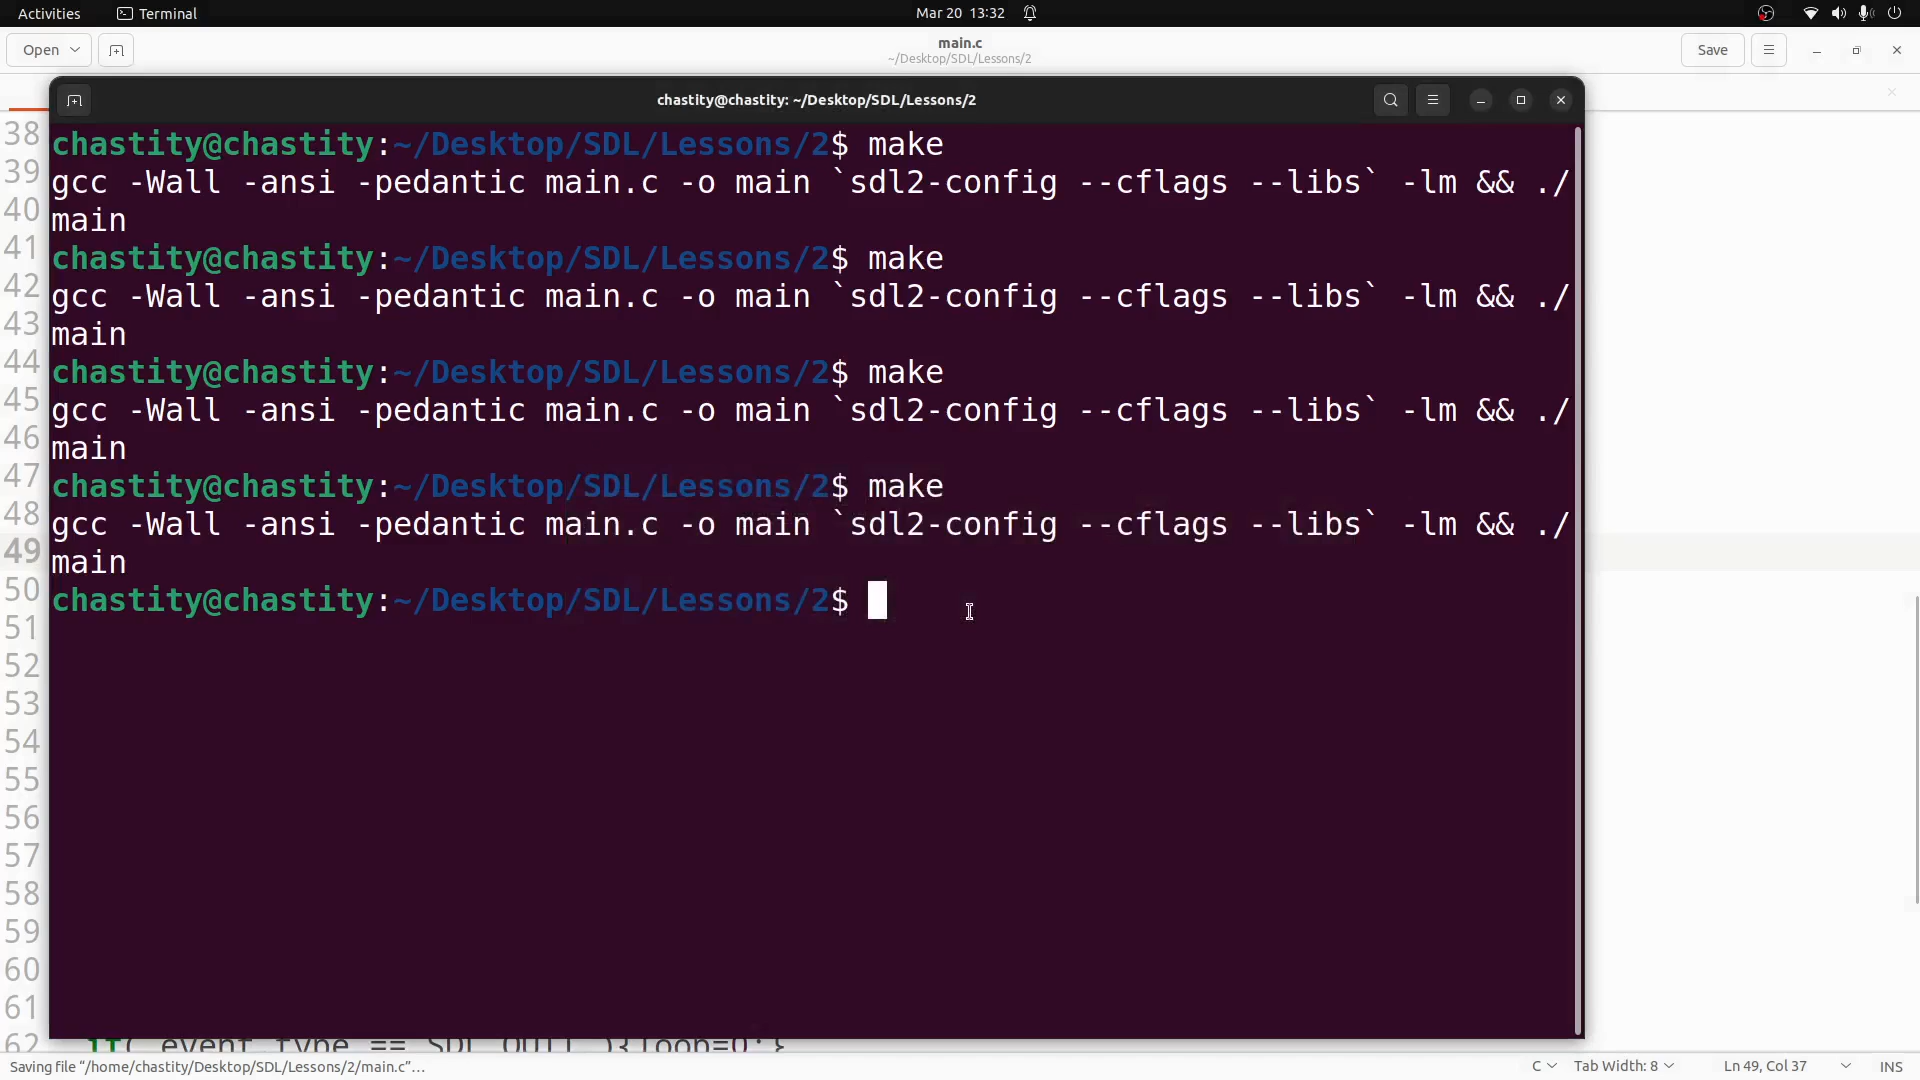 Activities
Terminal
Mar 20 13:32
Open
main.c
~/Desktop/SDL/Lessons/2
Save
chastity@chastity: ~/Desktop/SDL/Lessons/2
38
39
40
41
42
43
44
45
46
47
48
49
50
51
52
53
54
55
56
57
58
59
60
61
62
chastity@chastity:~/Desktop/SDL/Lessons/2$ make
gcc -Wall -ansi -pedantic main.c -o main `sdl2-config --cflags --libs` -lm && ./
main
chastity@chastity:~/Desktop/SDL/Lessons/2$ make
gcc -Wall -ansi -pedantic main.c -o main `sdl2-config --cflags --libs` -lm && ./
main
chastity@chastity:~/Desktop/SDL/Lessons/2$ make
gcc -Wall -ansi -pedantic main.c -o main `sdl2-config --cflags --libs` -lm && ./
main
chastity@chastity:~/Desktop/SDL/Lessons/2$ make
gcc -Wall -ansi -pedantic main.c -o main `sdl2-config --cflags --libs` -lm && ./
main
chastity@chastity:~/Desktop/SDL/Lessons/2$
if( event.type == SDL_QUIT ){loop=0;}
Saving file “/home/chastity/Desktop/SDL/Lessons/2/main.c”…
C
Tab Width: 8
Ln 49, Col 37
INS